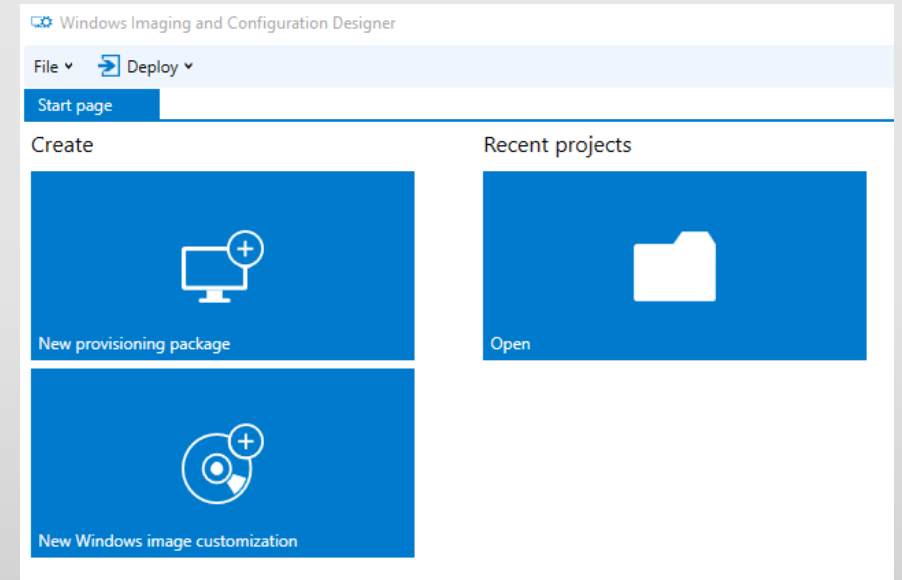 Windows Imaging and Configuration Designer
File Deploy
Start page
Create
Recent projects
New provisioning package
Open
New Windows image customization